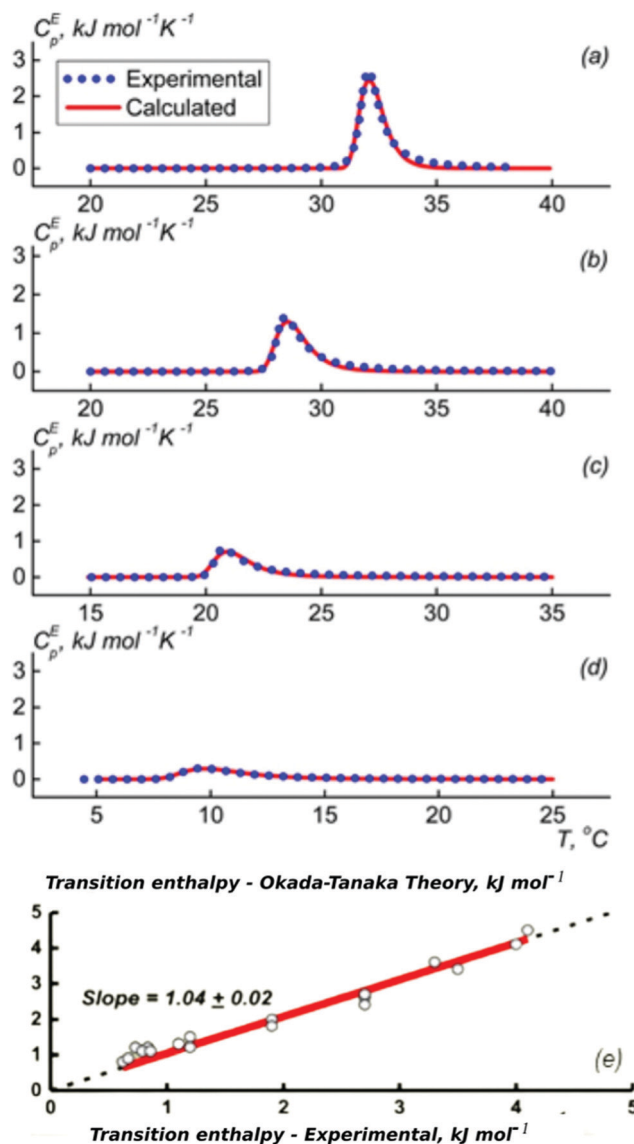 C_p^E, kJ mol⁻¹K⁻¹
(a)
3
2
1
0
Experimental
Calculated
20 25 30 35 40
C_p^E, kJ mol⁻¹K⁻¹
(b)
3
2
1
0
20 25 30 35 40
C_p^E, kJ mol⁻¹K⁻¹
(c)
3
2
1
0
15 20 25 30 35
C_p^E, kJ mol⁻¹K⁻¹
(d)
3
2
1
0
5 10 15 20 25
T, °C
Transition enthalpy - Okada-Tanaka Theory, kJ mol⁻¹
5
4
3
2
1
0
Slope = 1.04 ± 0.02
(e)
0 1 2 3 4 5
Transition enthalpy - Experimental, kJ mol⁻¹